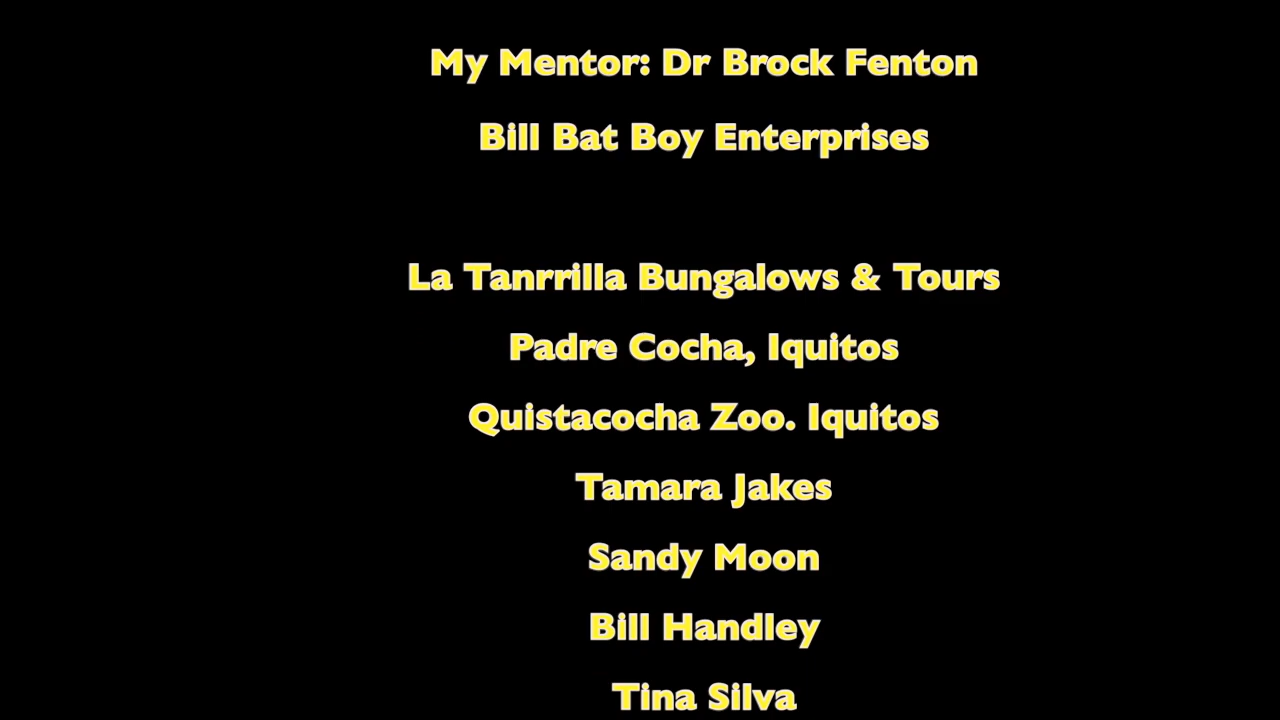 My Mentor: Dr Brock Fenton
Bill Bat Boy Enterprises
La Tanrrilla Bungalows & Tours
Padre Cocha, Iquitos
Quistacocha Zoo. Iquitos
Tamara Jakes
Sandy Moon
Bill Handley
Tina Silva